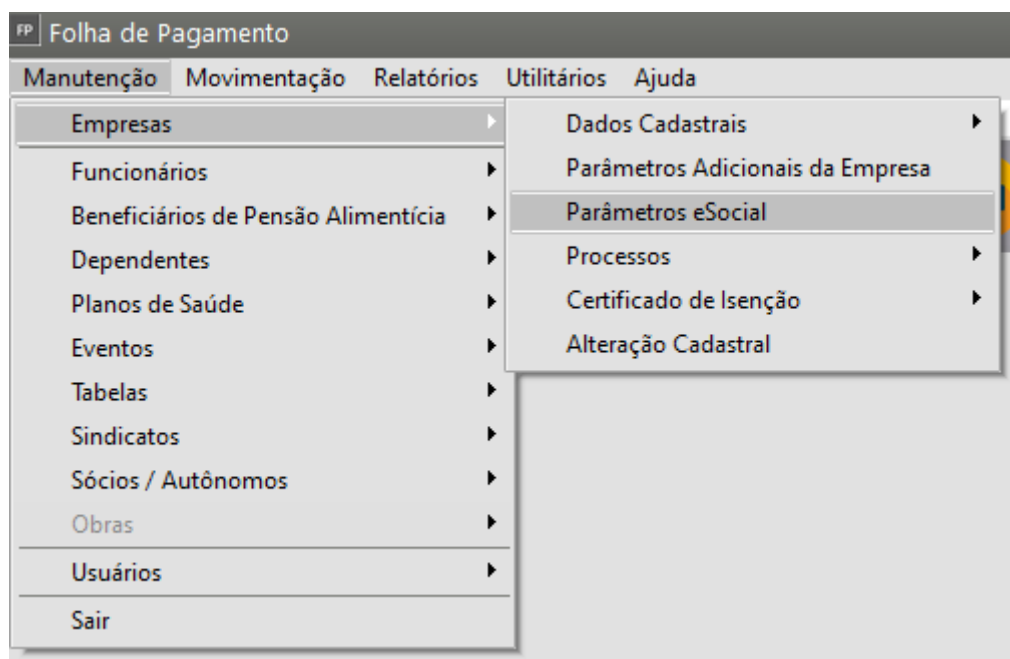 FP Folha de Pagamento
Manutenção Movimentação Relatórios Utilitários Ajuda
Empresas
Funcionários
Beneficiários de Pensão Alimentícia
Dependentes
Planos de Saúde
Eventos
Tabelas
Sindicatos
Sócios / Autônomos
Obras
Usuários
Sair
Dados Cadastrais
Parâmetros Adicionais da Empresa
Parâmetros eSocial
Processos
Certificado de Isenção
Alteração Cadastral